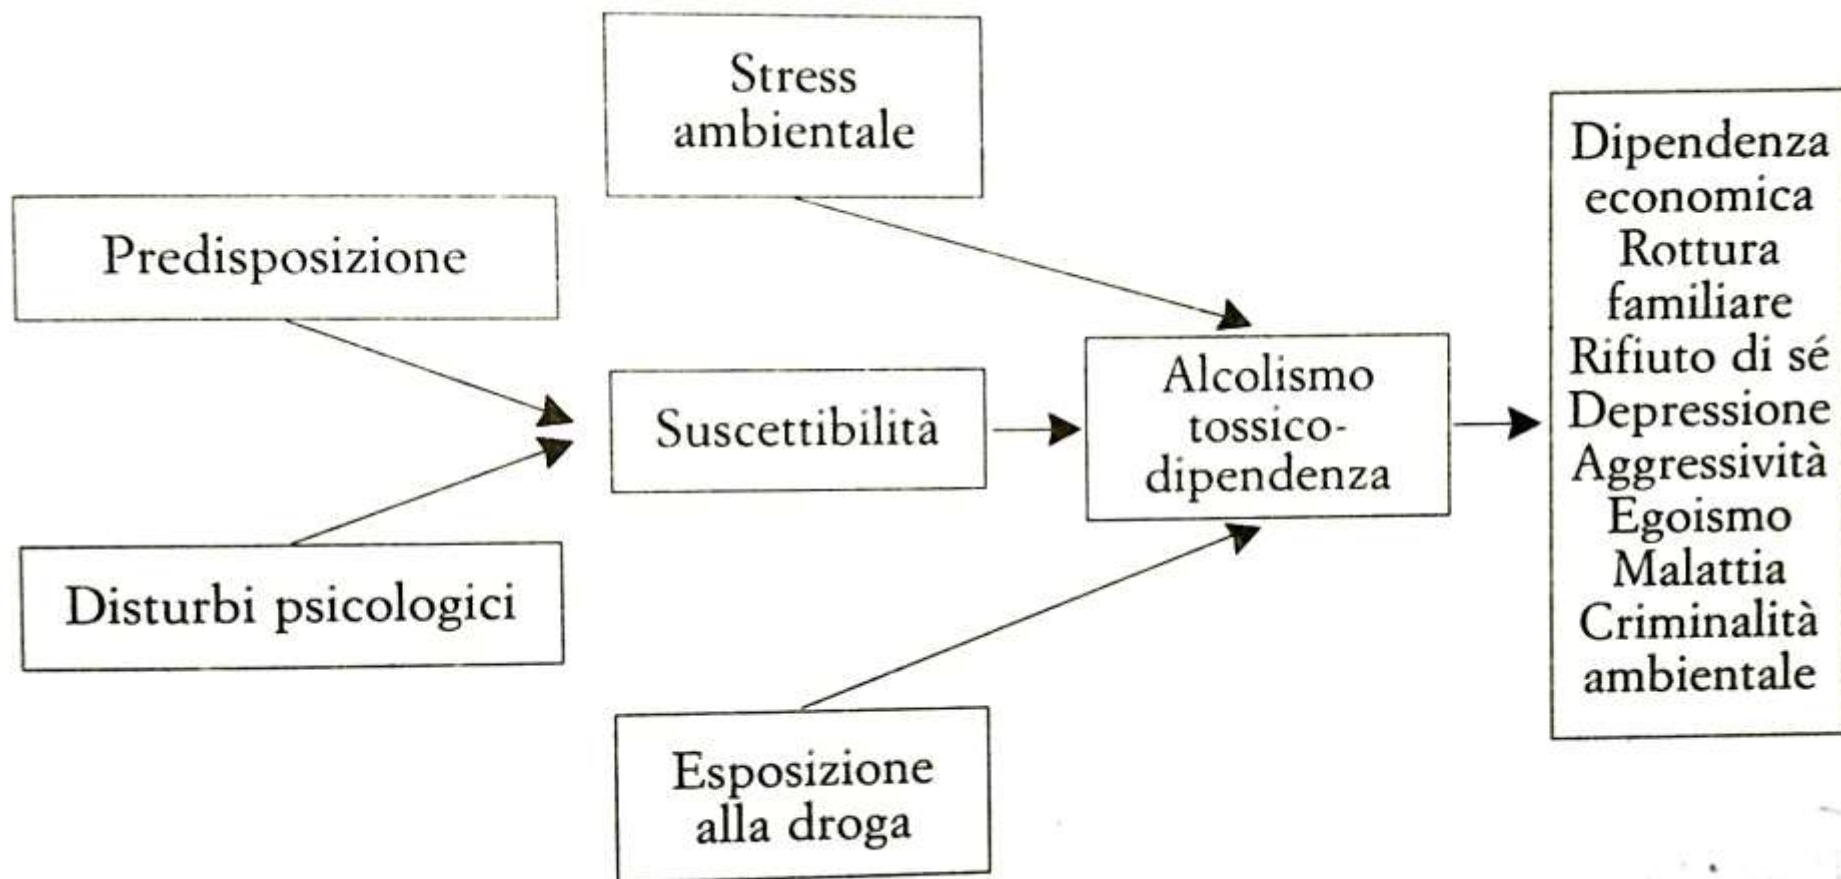 Stress
ambientale
Predisposizione
Suscettibilità
Disturbi psicologici
Esposizione
alla droga
Alcolismo
tossico-
dipendenza
Dipendenza
economica
Rottura
familiare
Rifiuto di sé
Depressione
Aggressività
Egoismo
Malattia
Criminalità
ambientale